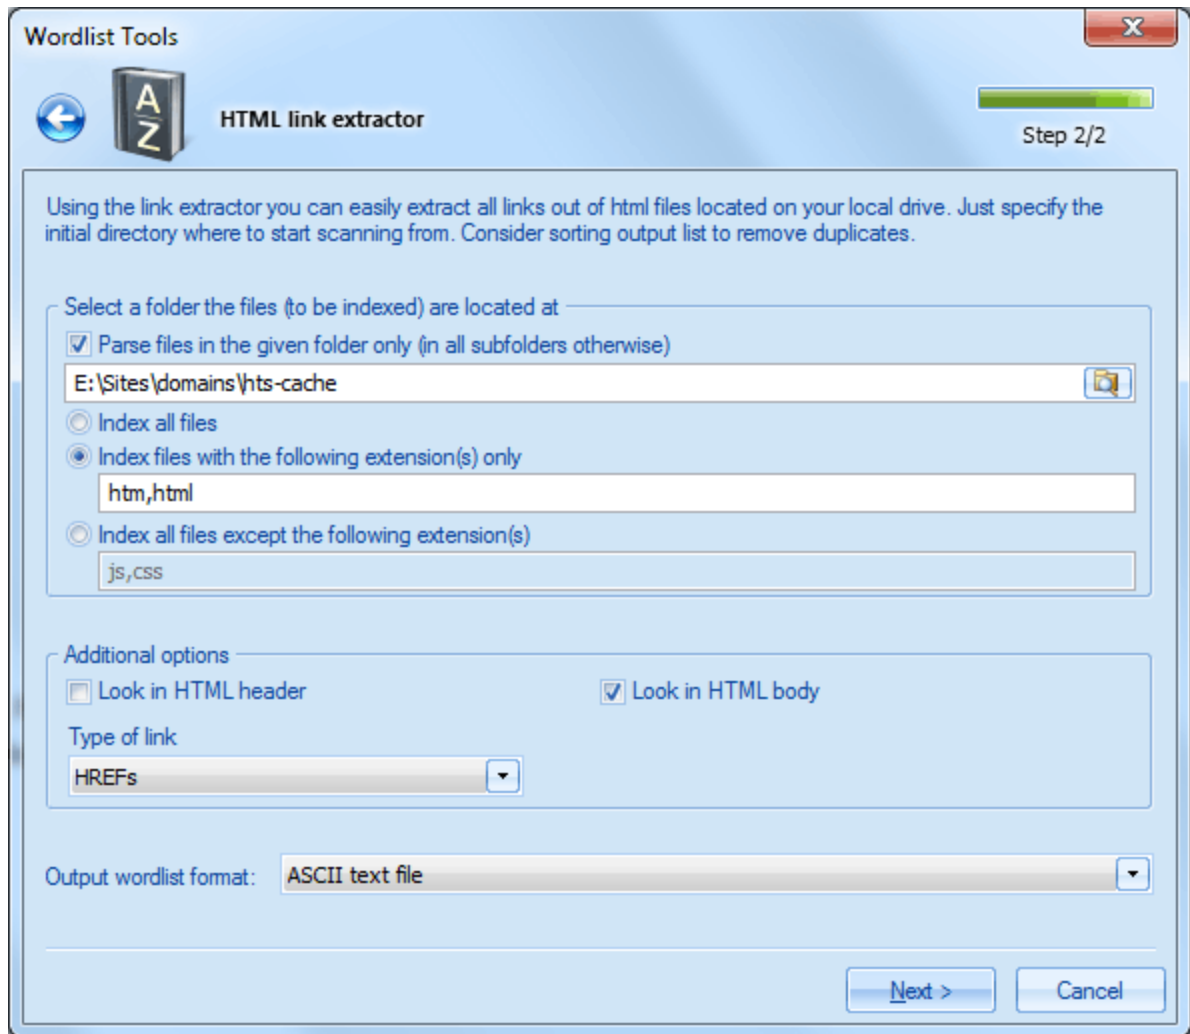 Wordlist Tools
A
Z
HTML link extractor
Step 2/2
Using the link extractor you can easily extract all links out of html files located on your local drive. Just specify the
initial directory where to start scanning from. Consider sorting output list to remove duplicates.
Select a folder the files (to be indexed) are located at
Parse files in the given folder only (in all subfolders otherwise)
E:\Sites\domains\hts-cache
Index all files
Index files with the following extension(s) only
htm,html
Index all files except the following extension(s)
js,css
Additional options
Look in HTML header
Look in HTML body
Type of link
HREFs
Output wordlist format:
ASCII text file
Next >
Cancel